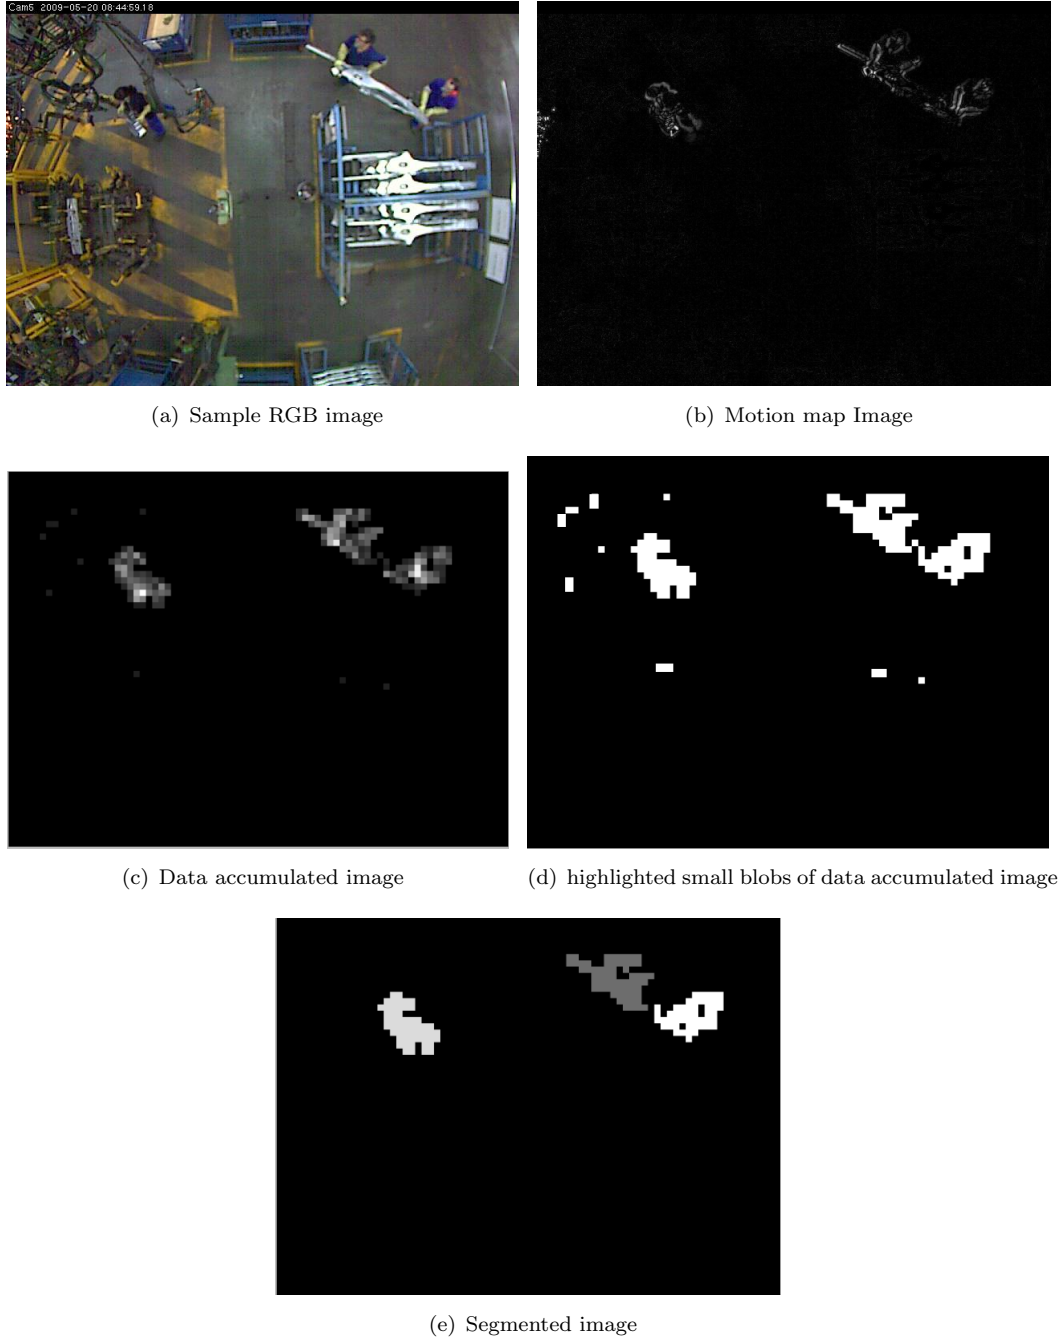 Cam5 2009-05-20 08:44:59.18
(a) Sample RGB image
(b) Motion map Image
(c) Data accumulated image
(d) highlighted small blobs of data accumulated image
(e) Segmented image